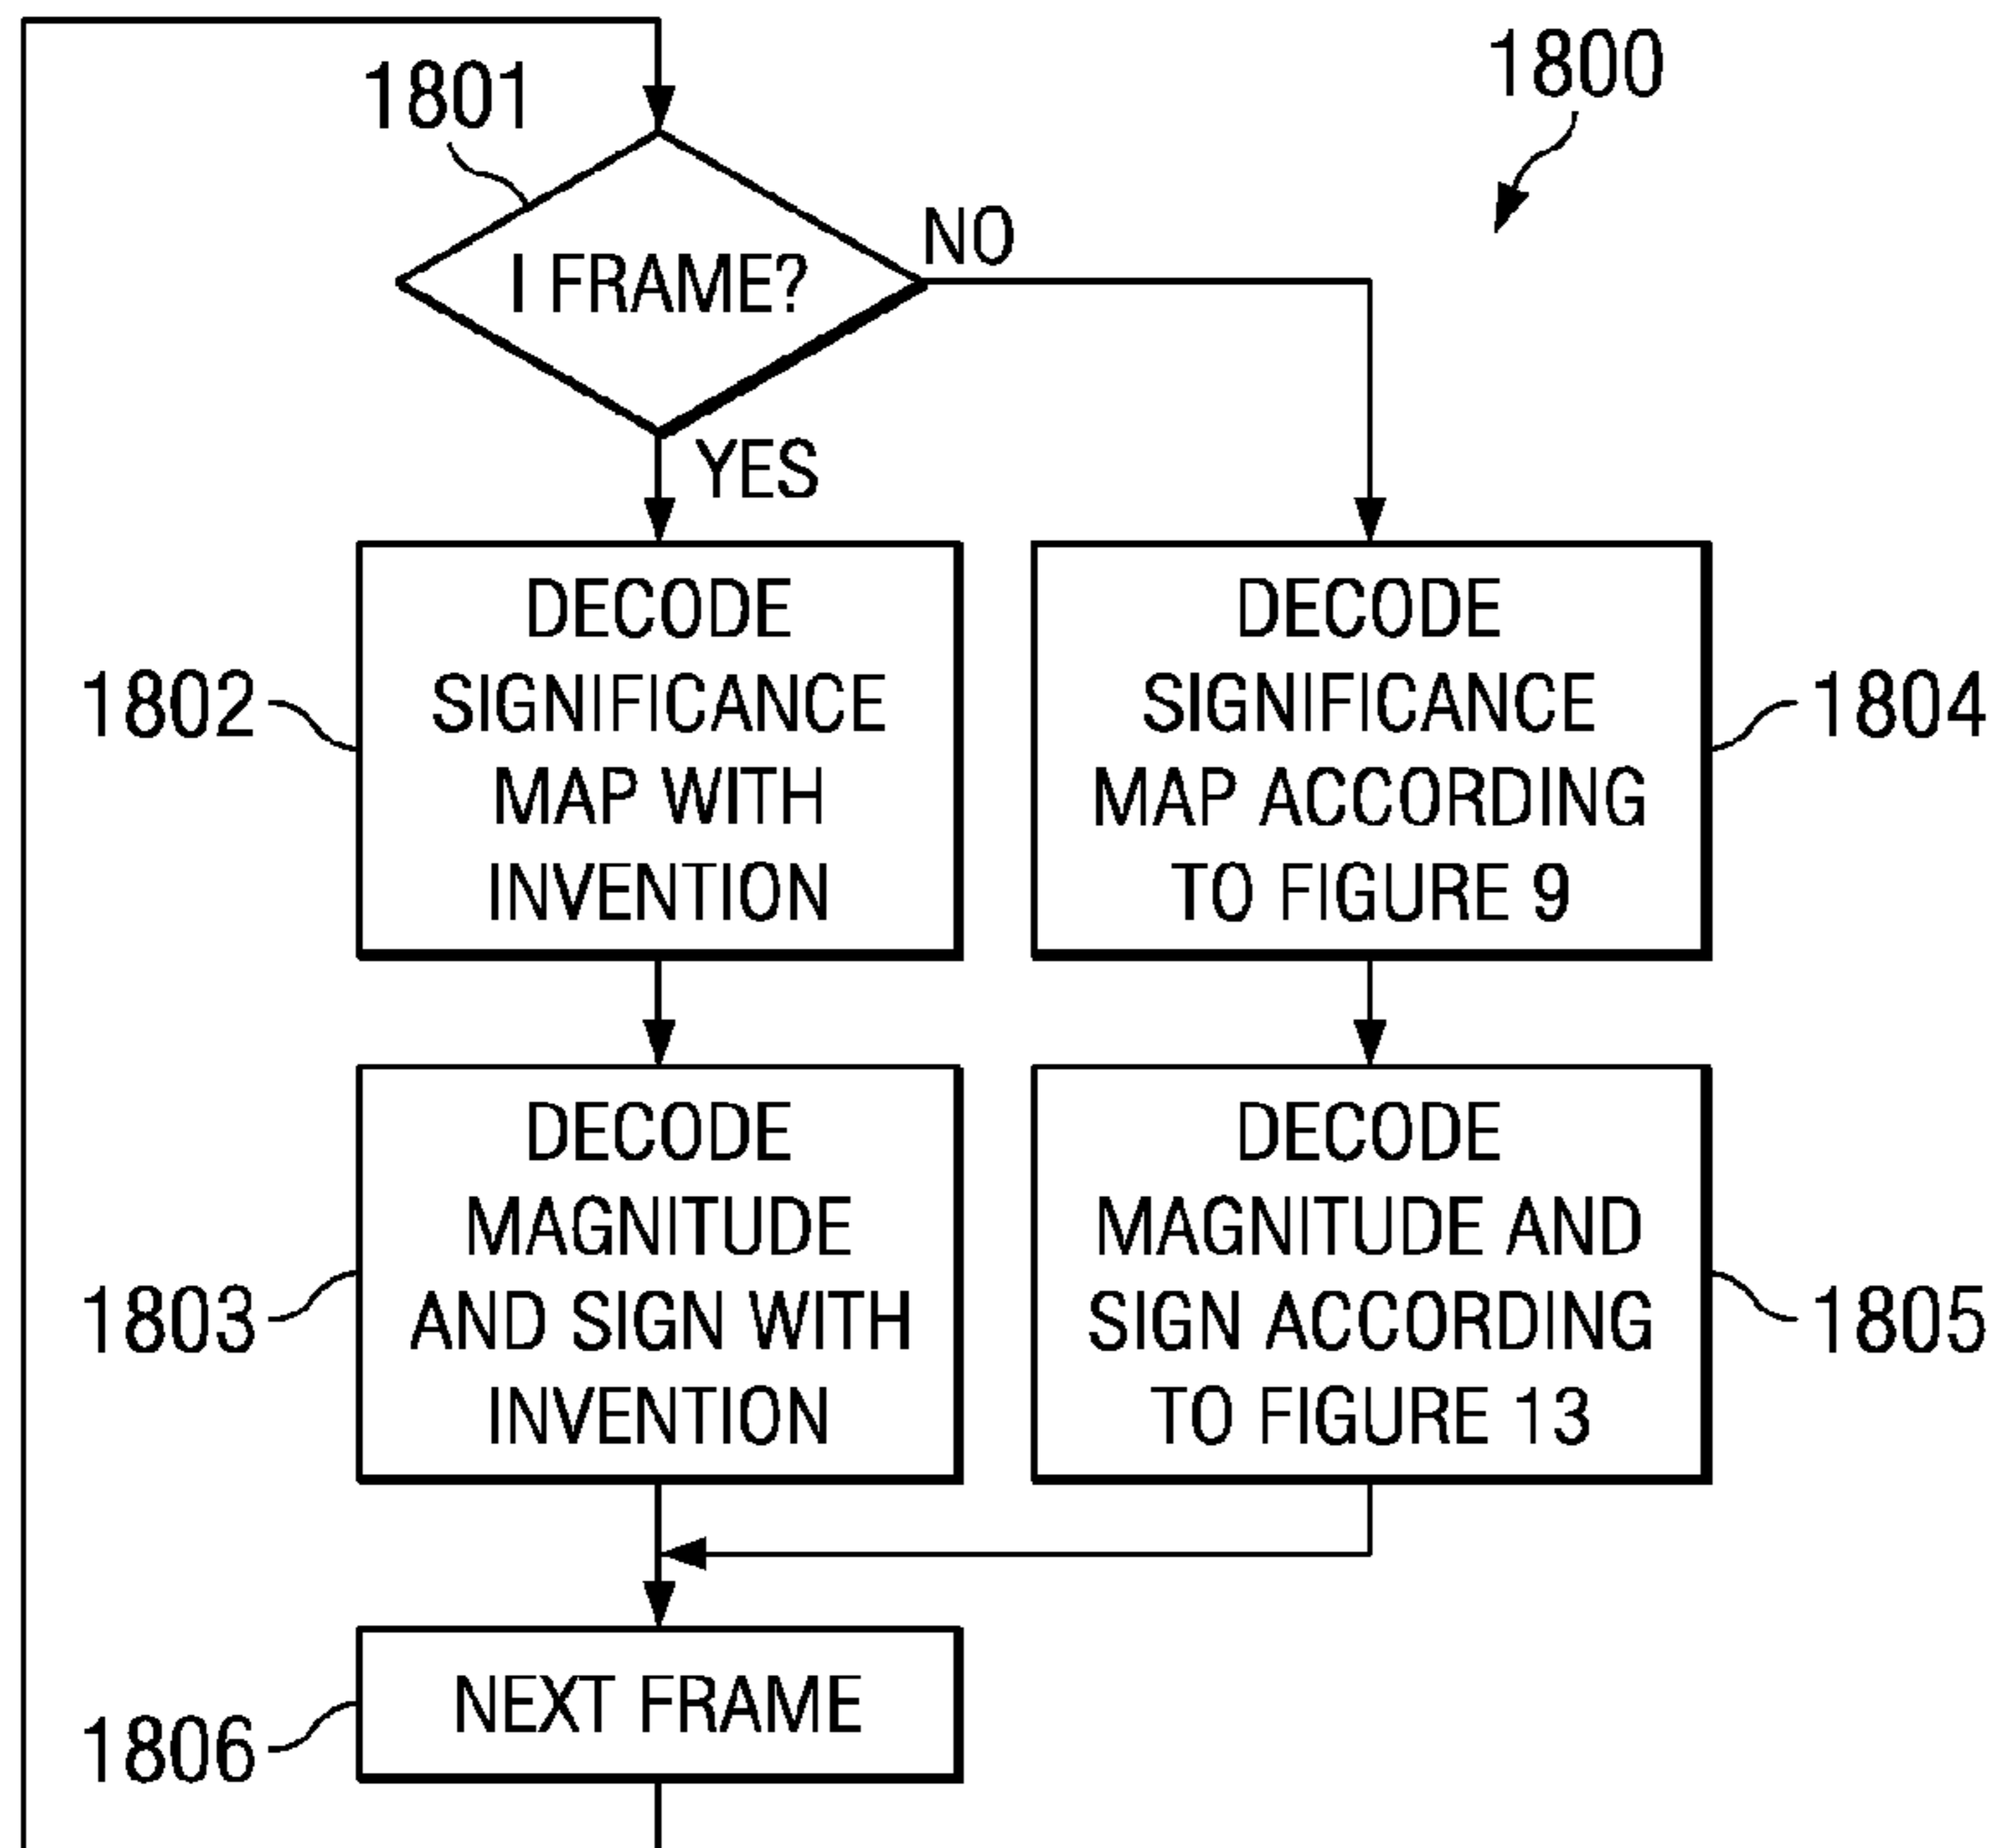 1800
1801
I FRAME?
NO
YES
DECODE
SIGNIFICANCE
MAP WITH
INVENTION
1802
DECODE
SIGNIFICANCE
MAP ACCORDING
TO FIGURE 9
1804
DECODE
MAGNITUDE
AND SIGN WITH
INVENTION
1803
DECODE
MAGNITUDE AND
SIGN ACCORDING
TO FIGURE 13
1805
NEXT FRAME
1806